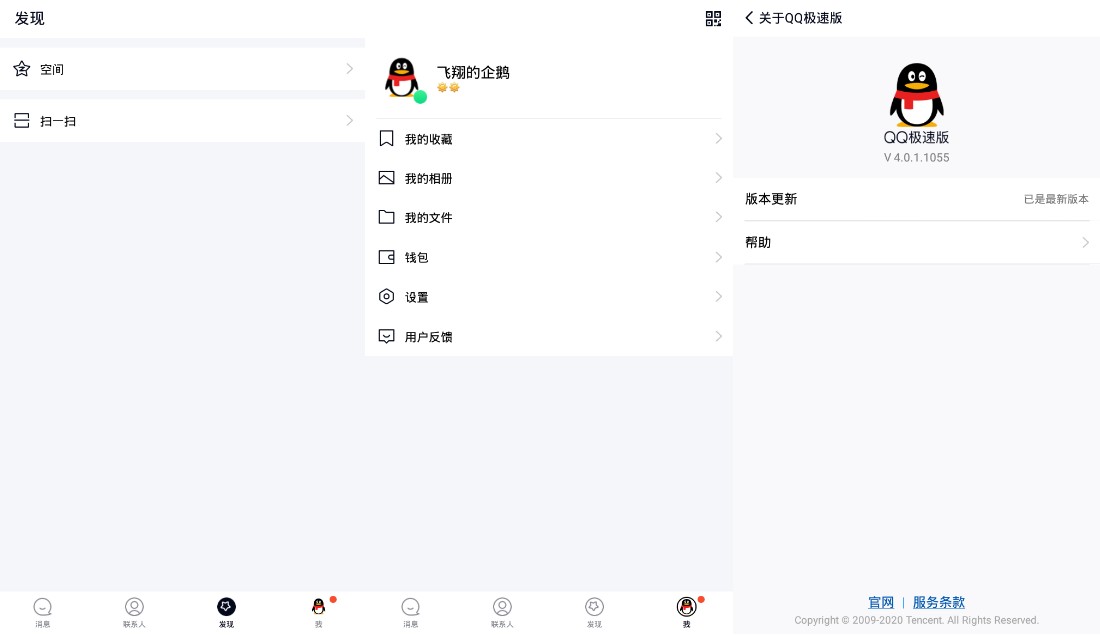 发现
空间
扫一扫
消息
联系人
发现
我
飞翔的企鹅
我的收藏
我的相册
我的文件
钱包
设置
用户反馈
消息
联系人
发现
我
关于QQ极速版
QQ极速版
V 4.0.1.1055
版本更新 已是最新版本
帮助
官网 | 服务条款
Copyright © 2009-2020 Tencent. All Rights Reserved.